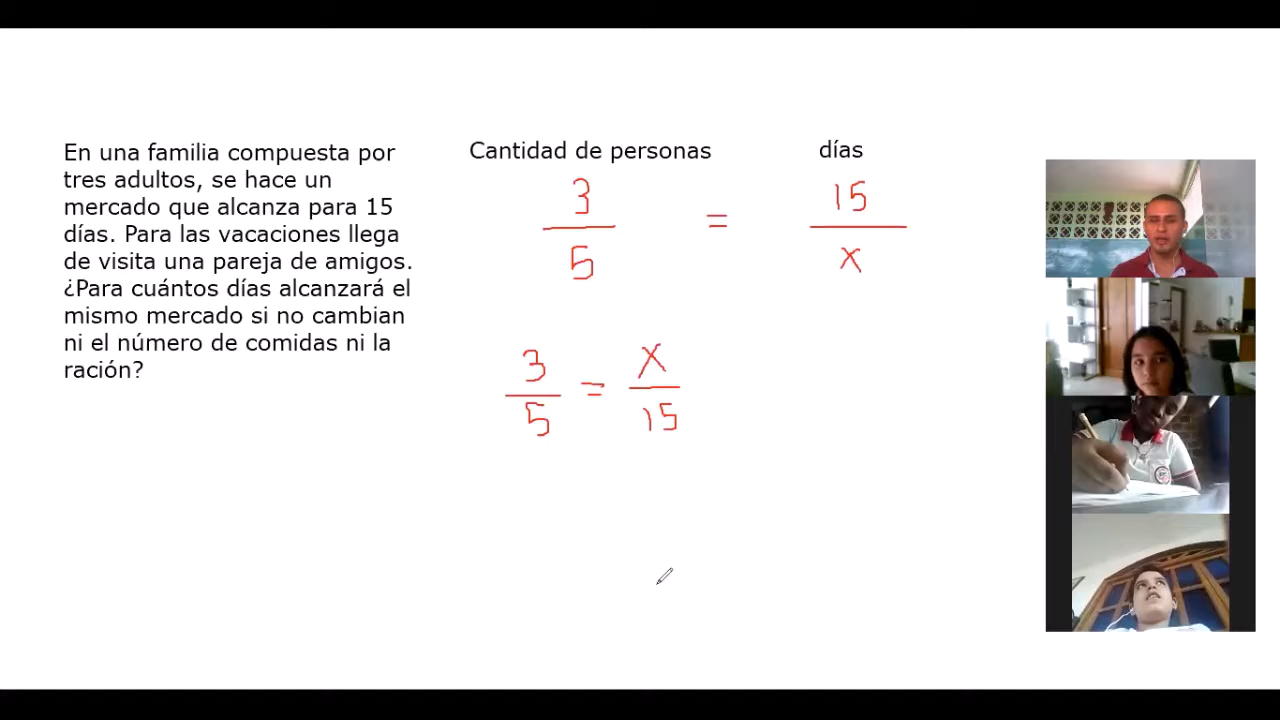 En una familia compuesta por
tres adultos, se hace un
mercado que alcanza para 15
días. Para las vacaciones llega
de visita una pareja de amigos.
¿Para cuántos días alcanzará el
mismo mercado si no cambian
ni el número de comidas ni la
ración?
Cantidad de personas días
3 15
=
5 x
3 x
=
5 15